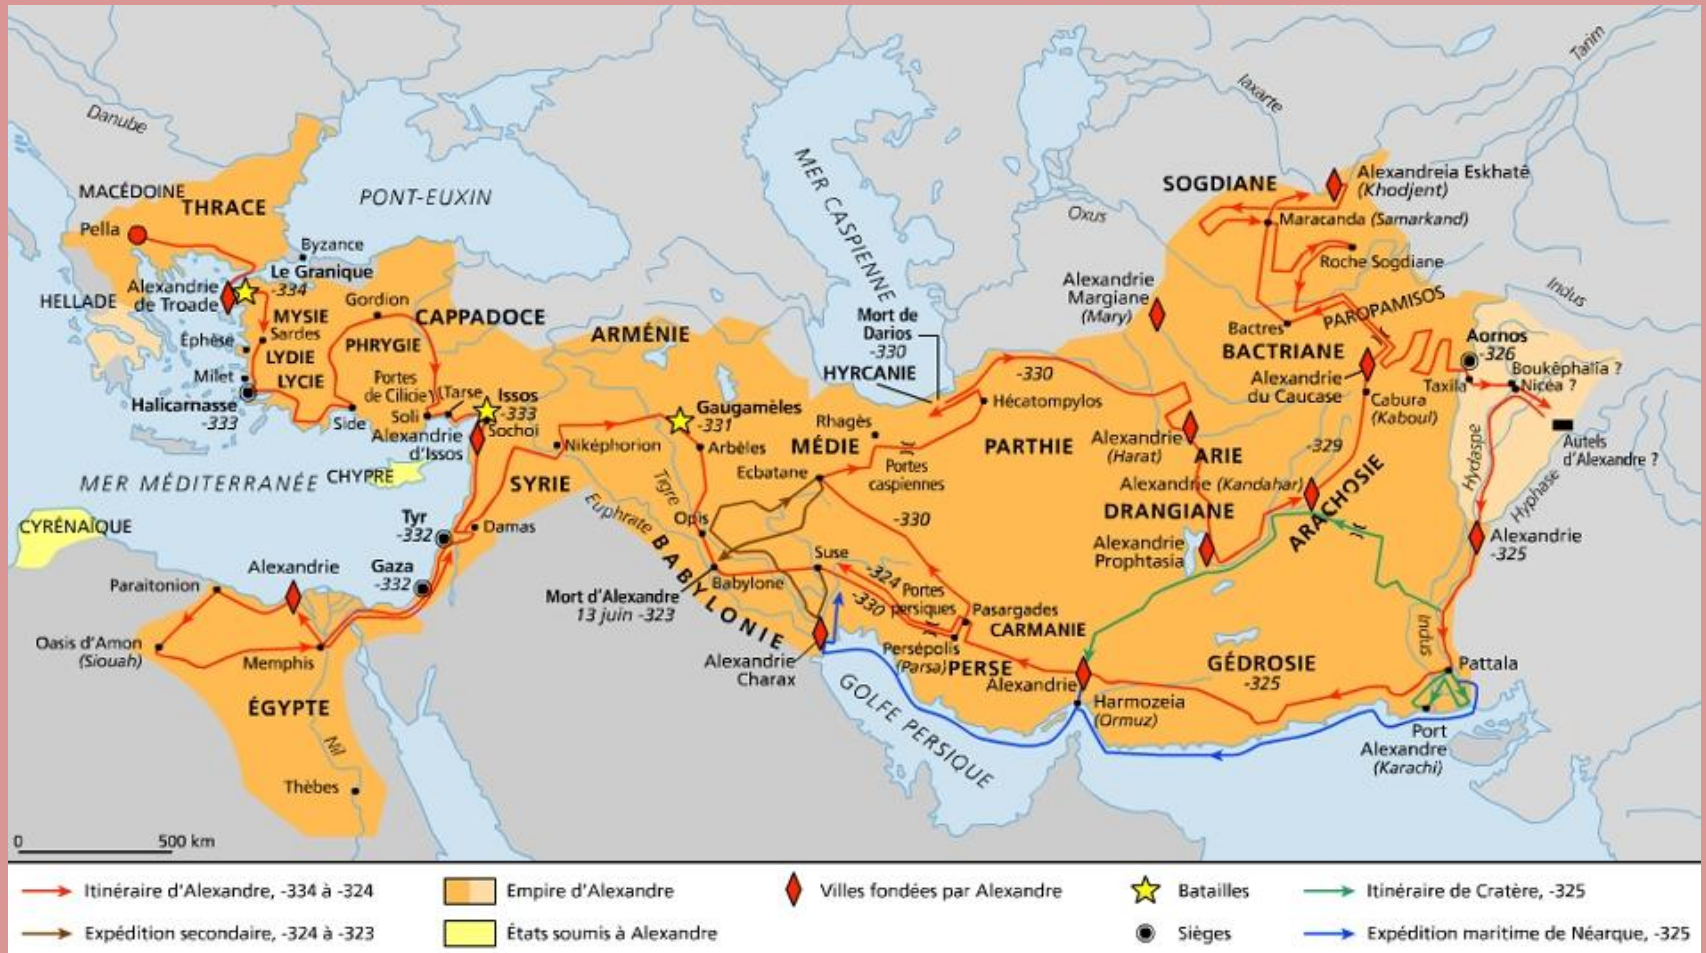 Danube
Tarim
Iaxarte
MER CASPIENNE
MACÉDOINE
THRACE
PONT-EUXIN
SOGDIANE
Alexandreia Eskhatê
(Khodjent)
Oxus
Maracanda (Samarkand)
Pella
Byzance
Roche Sogdiane
Le Granique
-334
Alexandrie
de Troade
HELLADE
Gordion
MYSIE
Sardes
CAPPADOCE
ARMÉNIE
Alexandrie
Margiane
(Mary)
PAROPAMISOS
Indus
Éphèse
LYDIE
PHRYGIE
Mort de
Darios
-330
Bactres
BACTRIANE
Aornos
-326
Milet
LYCIE
HYRCANIE
-330
Boukêphalia ?
Nicéa ?
Taxila
Portes
de Cilicie
Tarse
Issos
-333
Alexandrie
du Caucase
Halicarnasse
-333
Side
Soli
Sochoi
Gaugamèles
-331
Rhagès
Hécatompylos
Cabura
(Kaboul)
Alexandrie
d'Issos
Niképhorion
Arbèles
MÉDIE
PARTHIE
Alexandrie
(Harat)
ARIE
-329
Autels
d'Alexandre ?
CHYPRE
MER MÉDITERRANÉE
SYRIE
Tigre
Ecbatane
Portes
caspiennes
Alexandrie (Kandahar)
Hydaspe
Hyphase
CYRÉNAÏQUE
Tyr
-332
Damas
Euphrate
Opis
-330
DRANGIANE
ARACHOSIE
Alexandrie
-325
Alexandrie
Prophtasia
Paraitonion
Alexandrie
Gaza
-332
BABYLONIE
Babylone
Suse
-324
-330
Portes
persiques
Mort d'Alexandre
13 juin -323
Pasargades
CARMANIE
Indus
Oasis d'Amon
(Siouah)
Memphis
Alexandrie
Charax
Persépolis
(Parsa)
PERSE
Alexandrie
GÉDROSIE
-325
Pattala
ÉGYPTE
GOLFE PERSIQUE
Harmozeia
(Ormuz)
Port
Alexandre
(Karachi)
Nil
Thèbes
0 500 km
Itinéraire d'Alexandre, -334 à -324
Empire d'Alexandre
Villes fondées par Alexandre
Batailles
Itinéraire de Cratère, -325
Expédition secondaire, -324 à -323
États soumis à Alexandre
Sièges
Expédition maritime de Néarque, -325